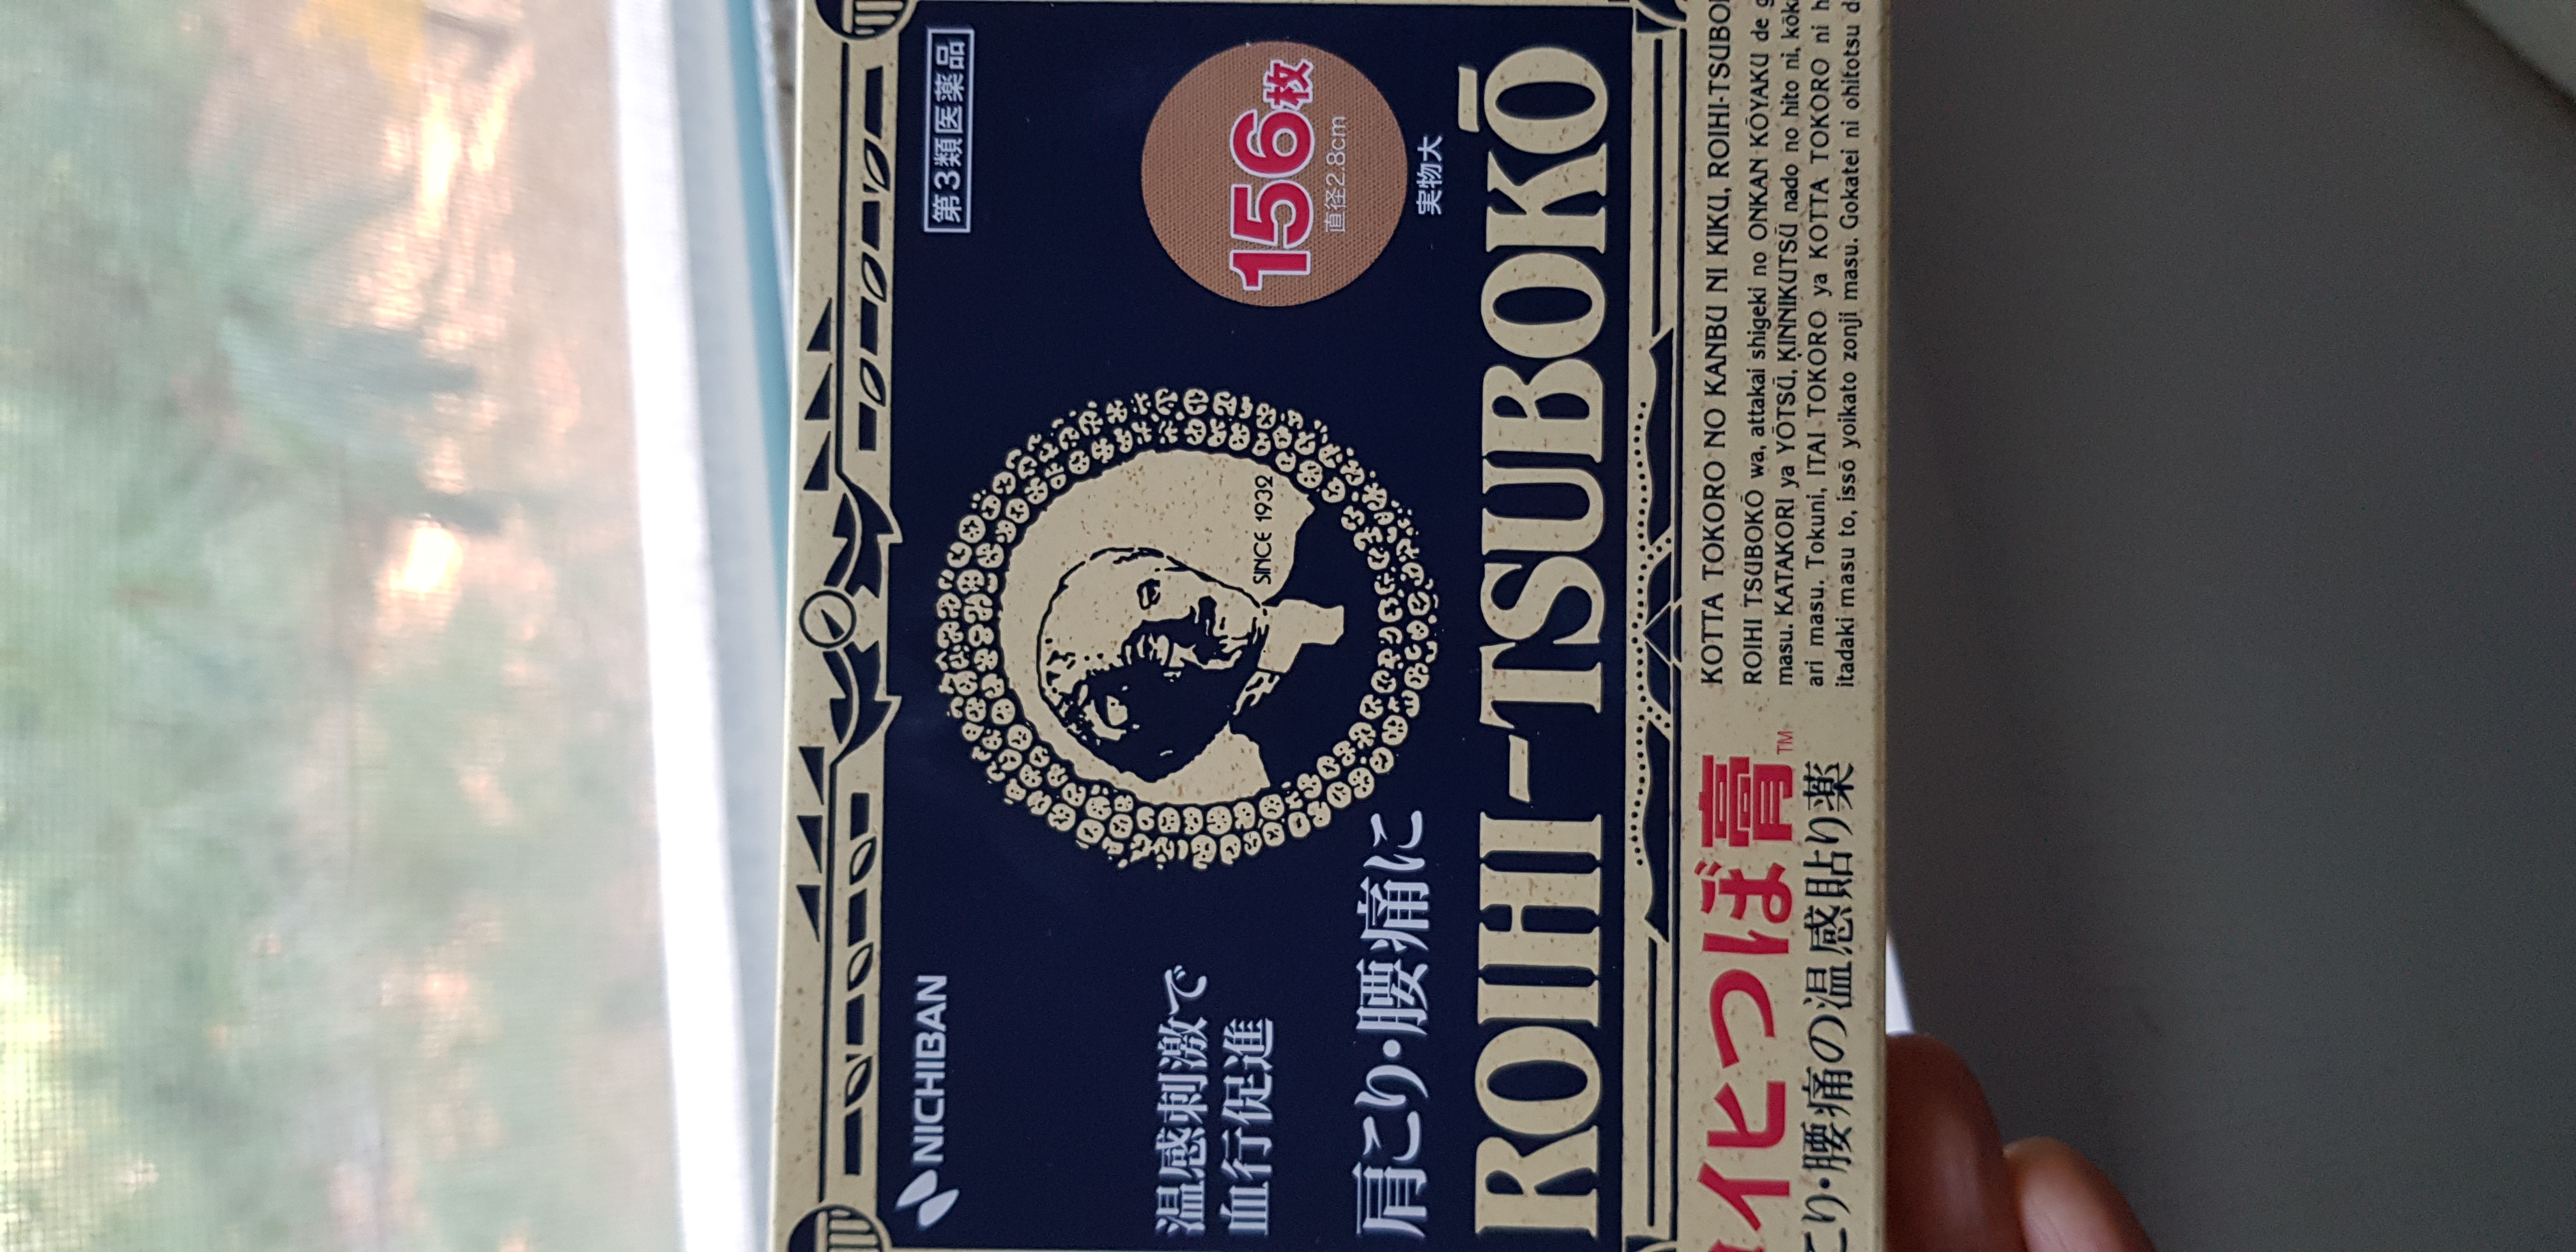 NICHIBAN
第3類医薬品
温感刺激で
血行促進
肩こり・腰痛に
SINCE 1932
156枚
直径2.8cm
実物大
ROIHI-TSUBOKŌ
イヒつぼ膏™
こり・腰痛の温感貼り薬
KOTTA TOKORO NO KANBU NI KIKU, ROIHI-TSUBO
ROIHI TSUBOKŌ wa, attakai shigeki no ONKAN KŌYAKU de
masu. KATAKORI ya YŌTSŪ, KINNIKUTSŪ nado no hito ni,
ari masu. Tokuni, ITAI TOKORO ya KOTTA TOKORO ni
itadaki masu to, issō yoikato zonji masu. Gokatei ni ohitotsu